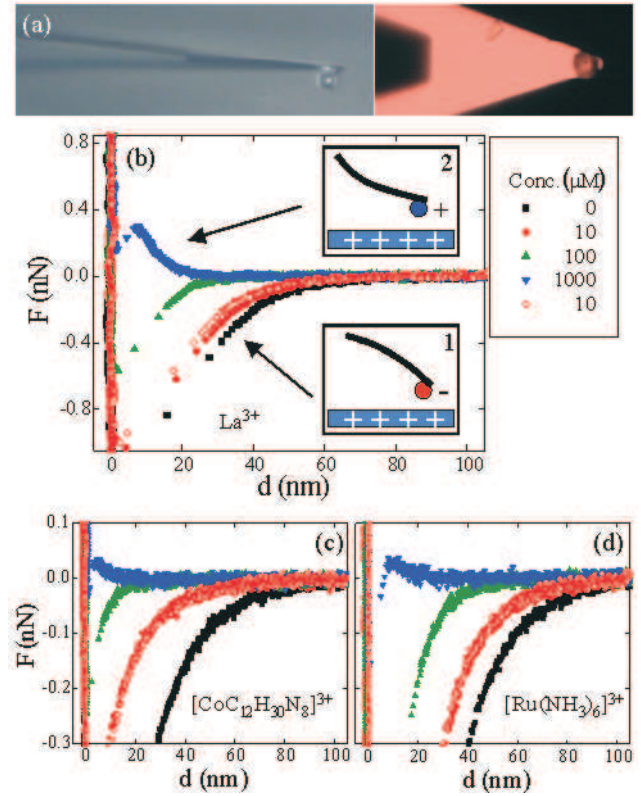 (a)
(b)
0.8
0.4
0.0
-0.4
-0.8
F (nN)
2
+
+ + + +
1
-
+ + + +
La3+
0 20 40 60 80 100
d (nm)
Conc. (μM)
0
10
100
1000
10
(c)
0.1
0.0
-0.1
-0.2
-0.3
F (nN)
[CoC12H30N8]3+
0 20 40 60 80 100
d (nm)
(d)
[Ru(NH3)6]3+
0 20 40 60 80 100
d (nm)